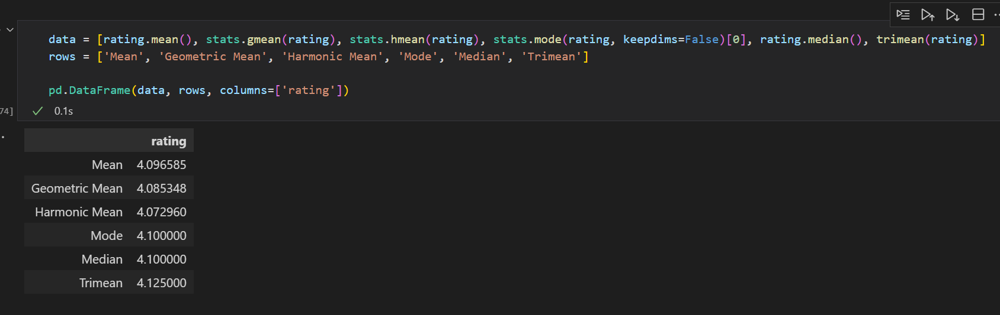 data = [rating.mean(), stats.gmean(rating), stats.hmean(rating), stats.mode(rating, keepdims=False)[0], rating.median(), trimean(rating)]
rows = ['Mean', 'Geometric Mean', 'Harmonic Mean', 'Mode', 'Median', 'Trimean']
pd.DataFrame(data, rows, columns=['rating'])
74] 0.1s
rating
Mean 4.096585
Geometric Mean 4.085348
Harmonic Mean 4.072960
Mode 4.100000
Median 4.100000
Trimean 4.125000